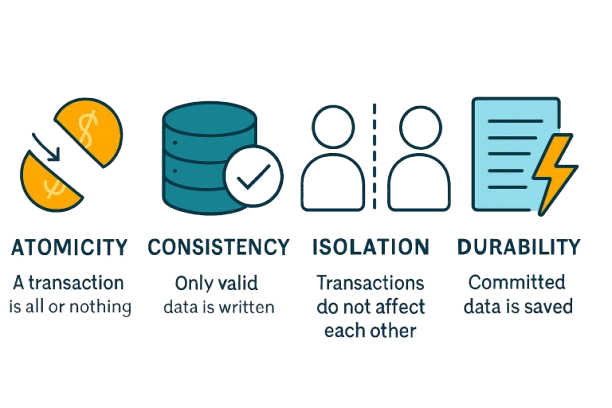 ATOMICITY
A transaction
is all or nothing
CONSISTENCY
Only valid
data is written
ISOLATION
Transactions
do not affect
each other
DURABILITY
Committed
data is saved